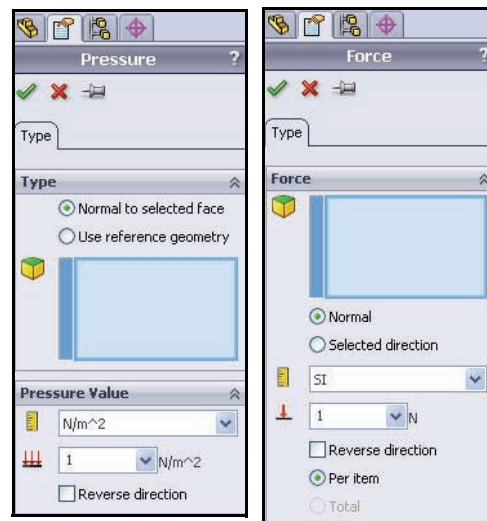 Pressure ?
Type
Type
Normal to selected face
Use reference geometry
Pressure Value
N/m^2
1 N/m^2
Reverse direction
Force ?
Type
Force
Normal
Selected direction
SI
1 N
Reverse direction
Per item
Total